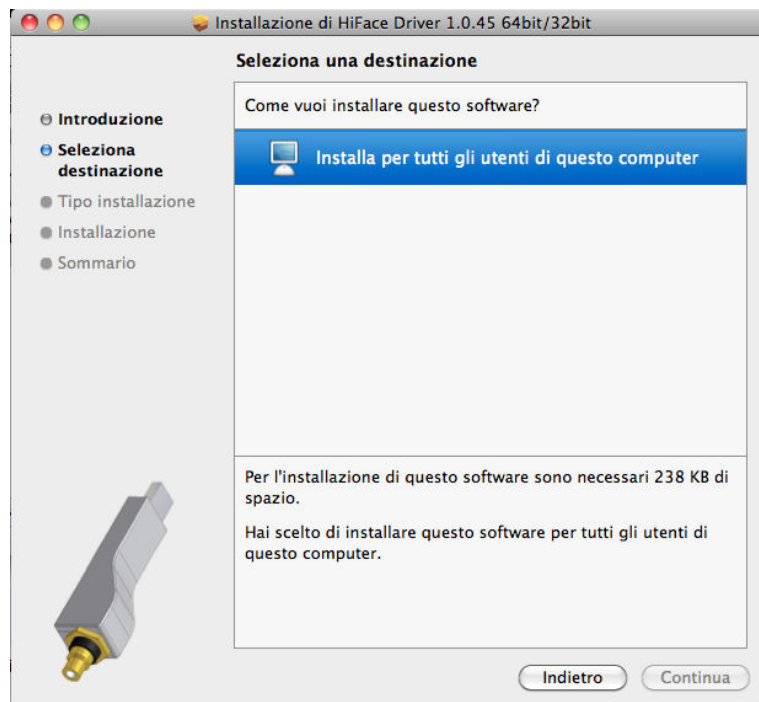 Installazione di HiFace Driver 1.0.45 64bit/32bit
Seleziona una destinazione
Introduzione
Seleziona
destinazione
Tipo installazione
Installazione
Sommario
Come vuoi installare questo software?
Installa per tutti gli utenti di questo computer
Per l'installazione di questo software sono necessari 238 KB di
spazio.
Hai scelto di installare questo software per tutti gli utenti di
questo computer.
Indietro
Continua